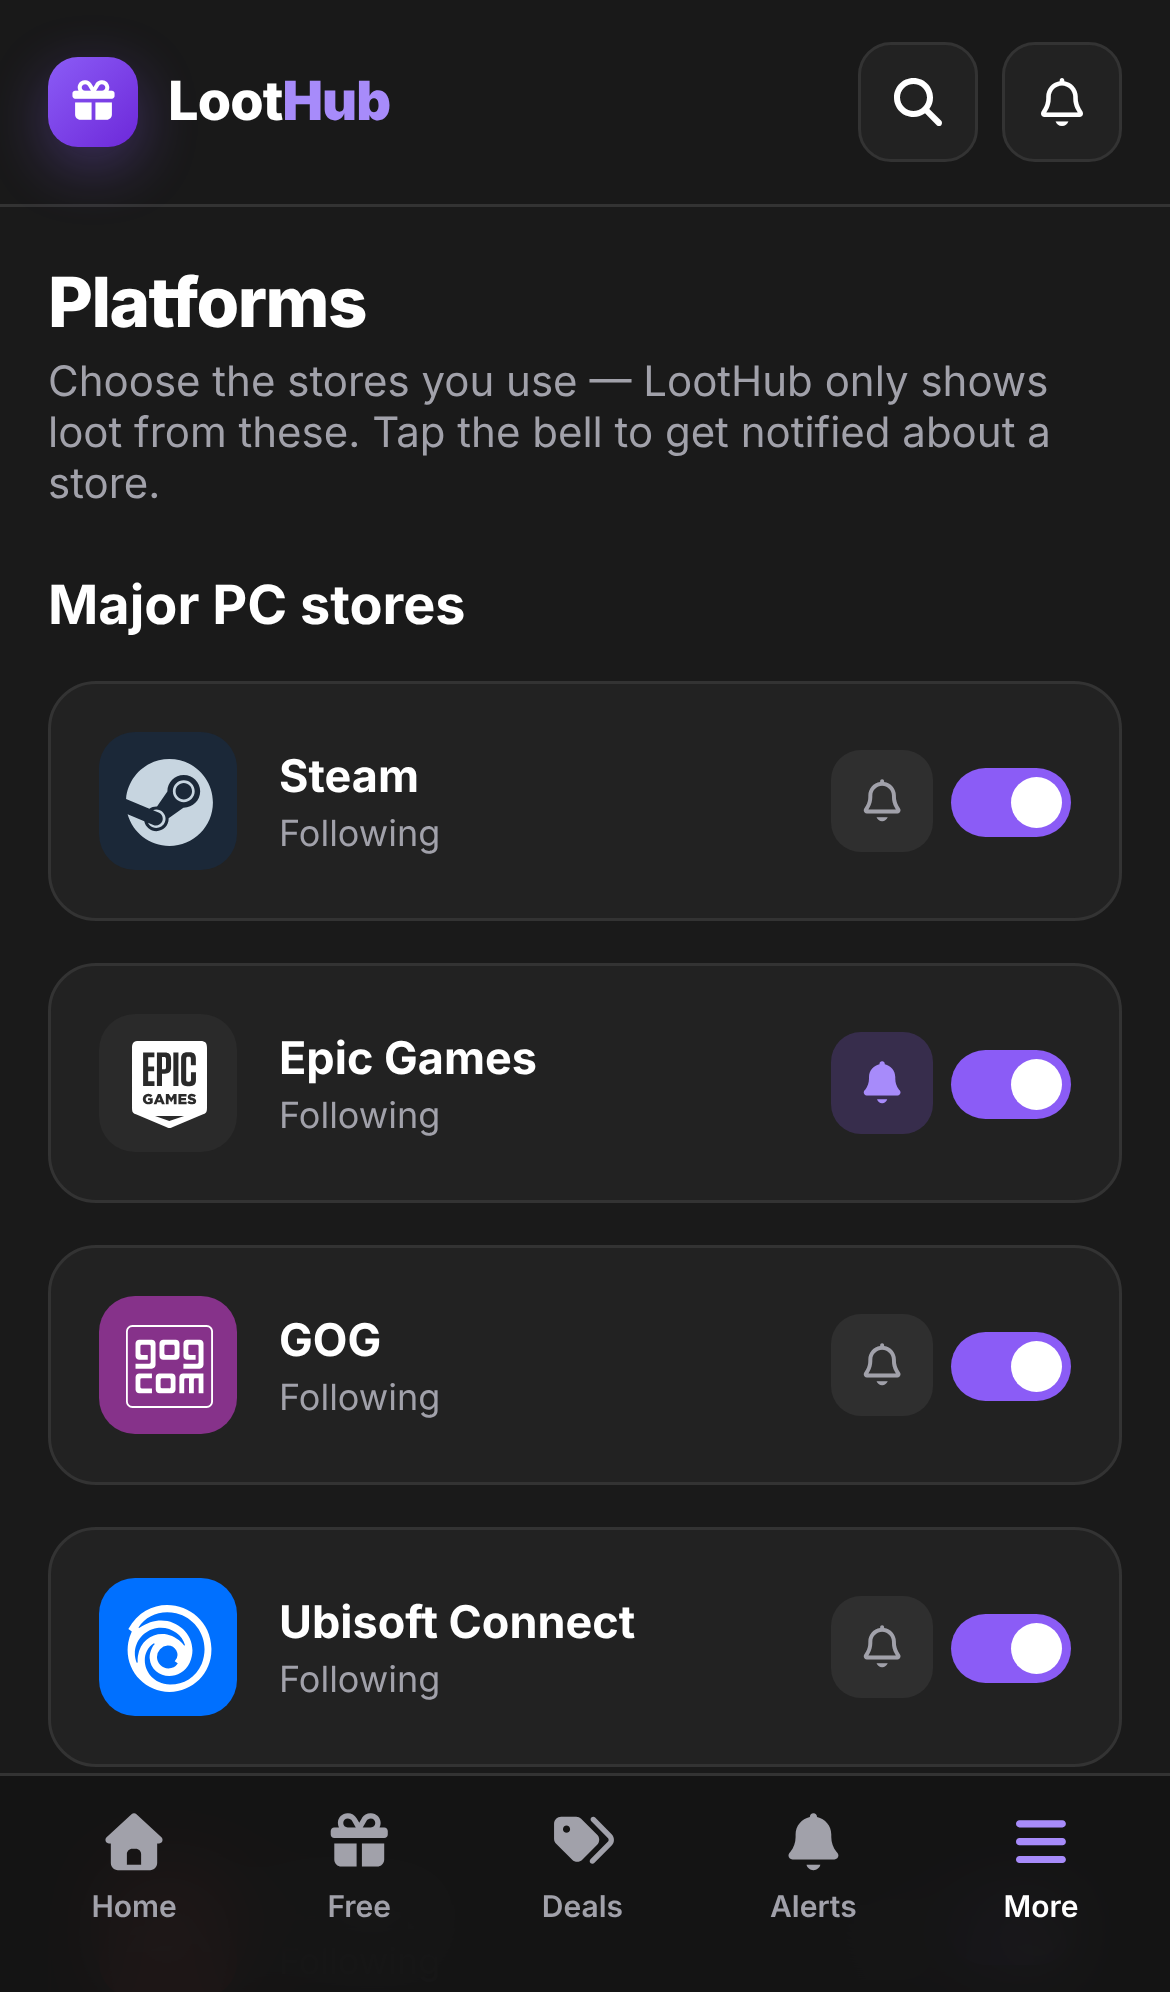 LootHub
Platforms
Choose the stores you use — LootHub only shows
loot from these. Tap the bell to get notified about a
store.
Major PC stores
Steam
Following
EPIC
GAMES
Epic Games
Following
gog
com
GOG
Following
Ubisoft Connect
Following
Home
Free
Deals
Alerts
More